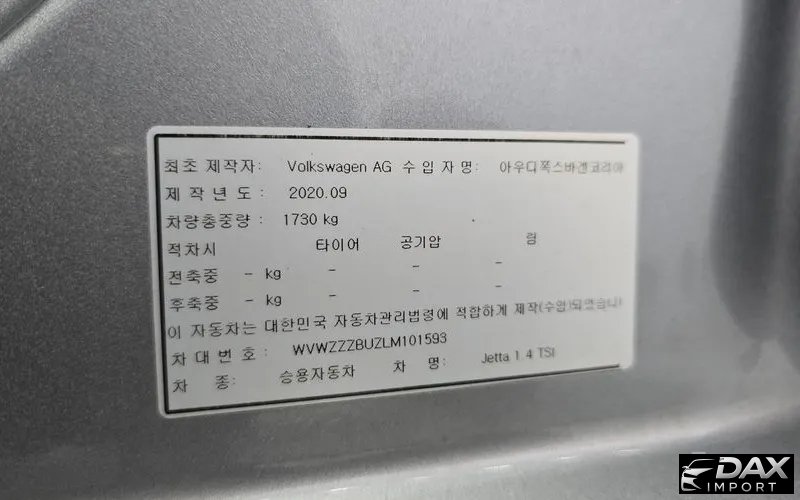 최초 제작자: Volkswagen AG 수 입 자 명: 아우디폭스바겐코리아
제 작 년 도 : 2020.09
차량총중량 : 1730 kg
적차시 타이어 공기압 림
전축중 - kg - - -
후축중 - kg - - -
이 자동차는 대한민국 자동차관리법령에 적합하게 제작(수입)되었습니다
차 대 번 호 : WVWZZZBUZLM101593
차 종: 승용자동차 차 명: Jetta 1.4 TSI
DAX
IMPORT